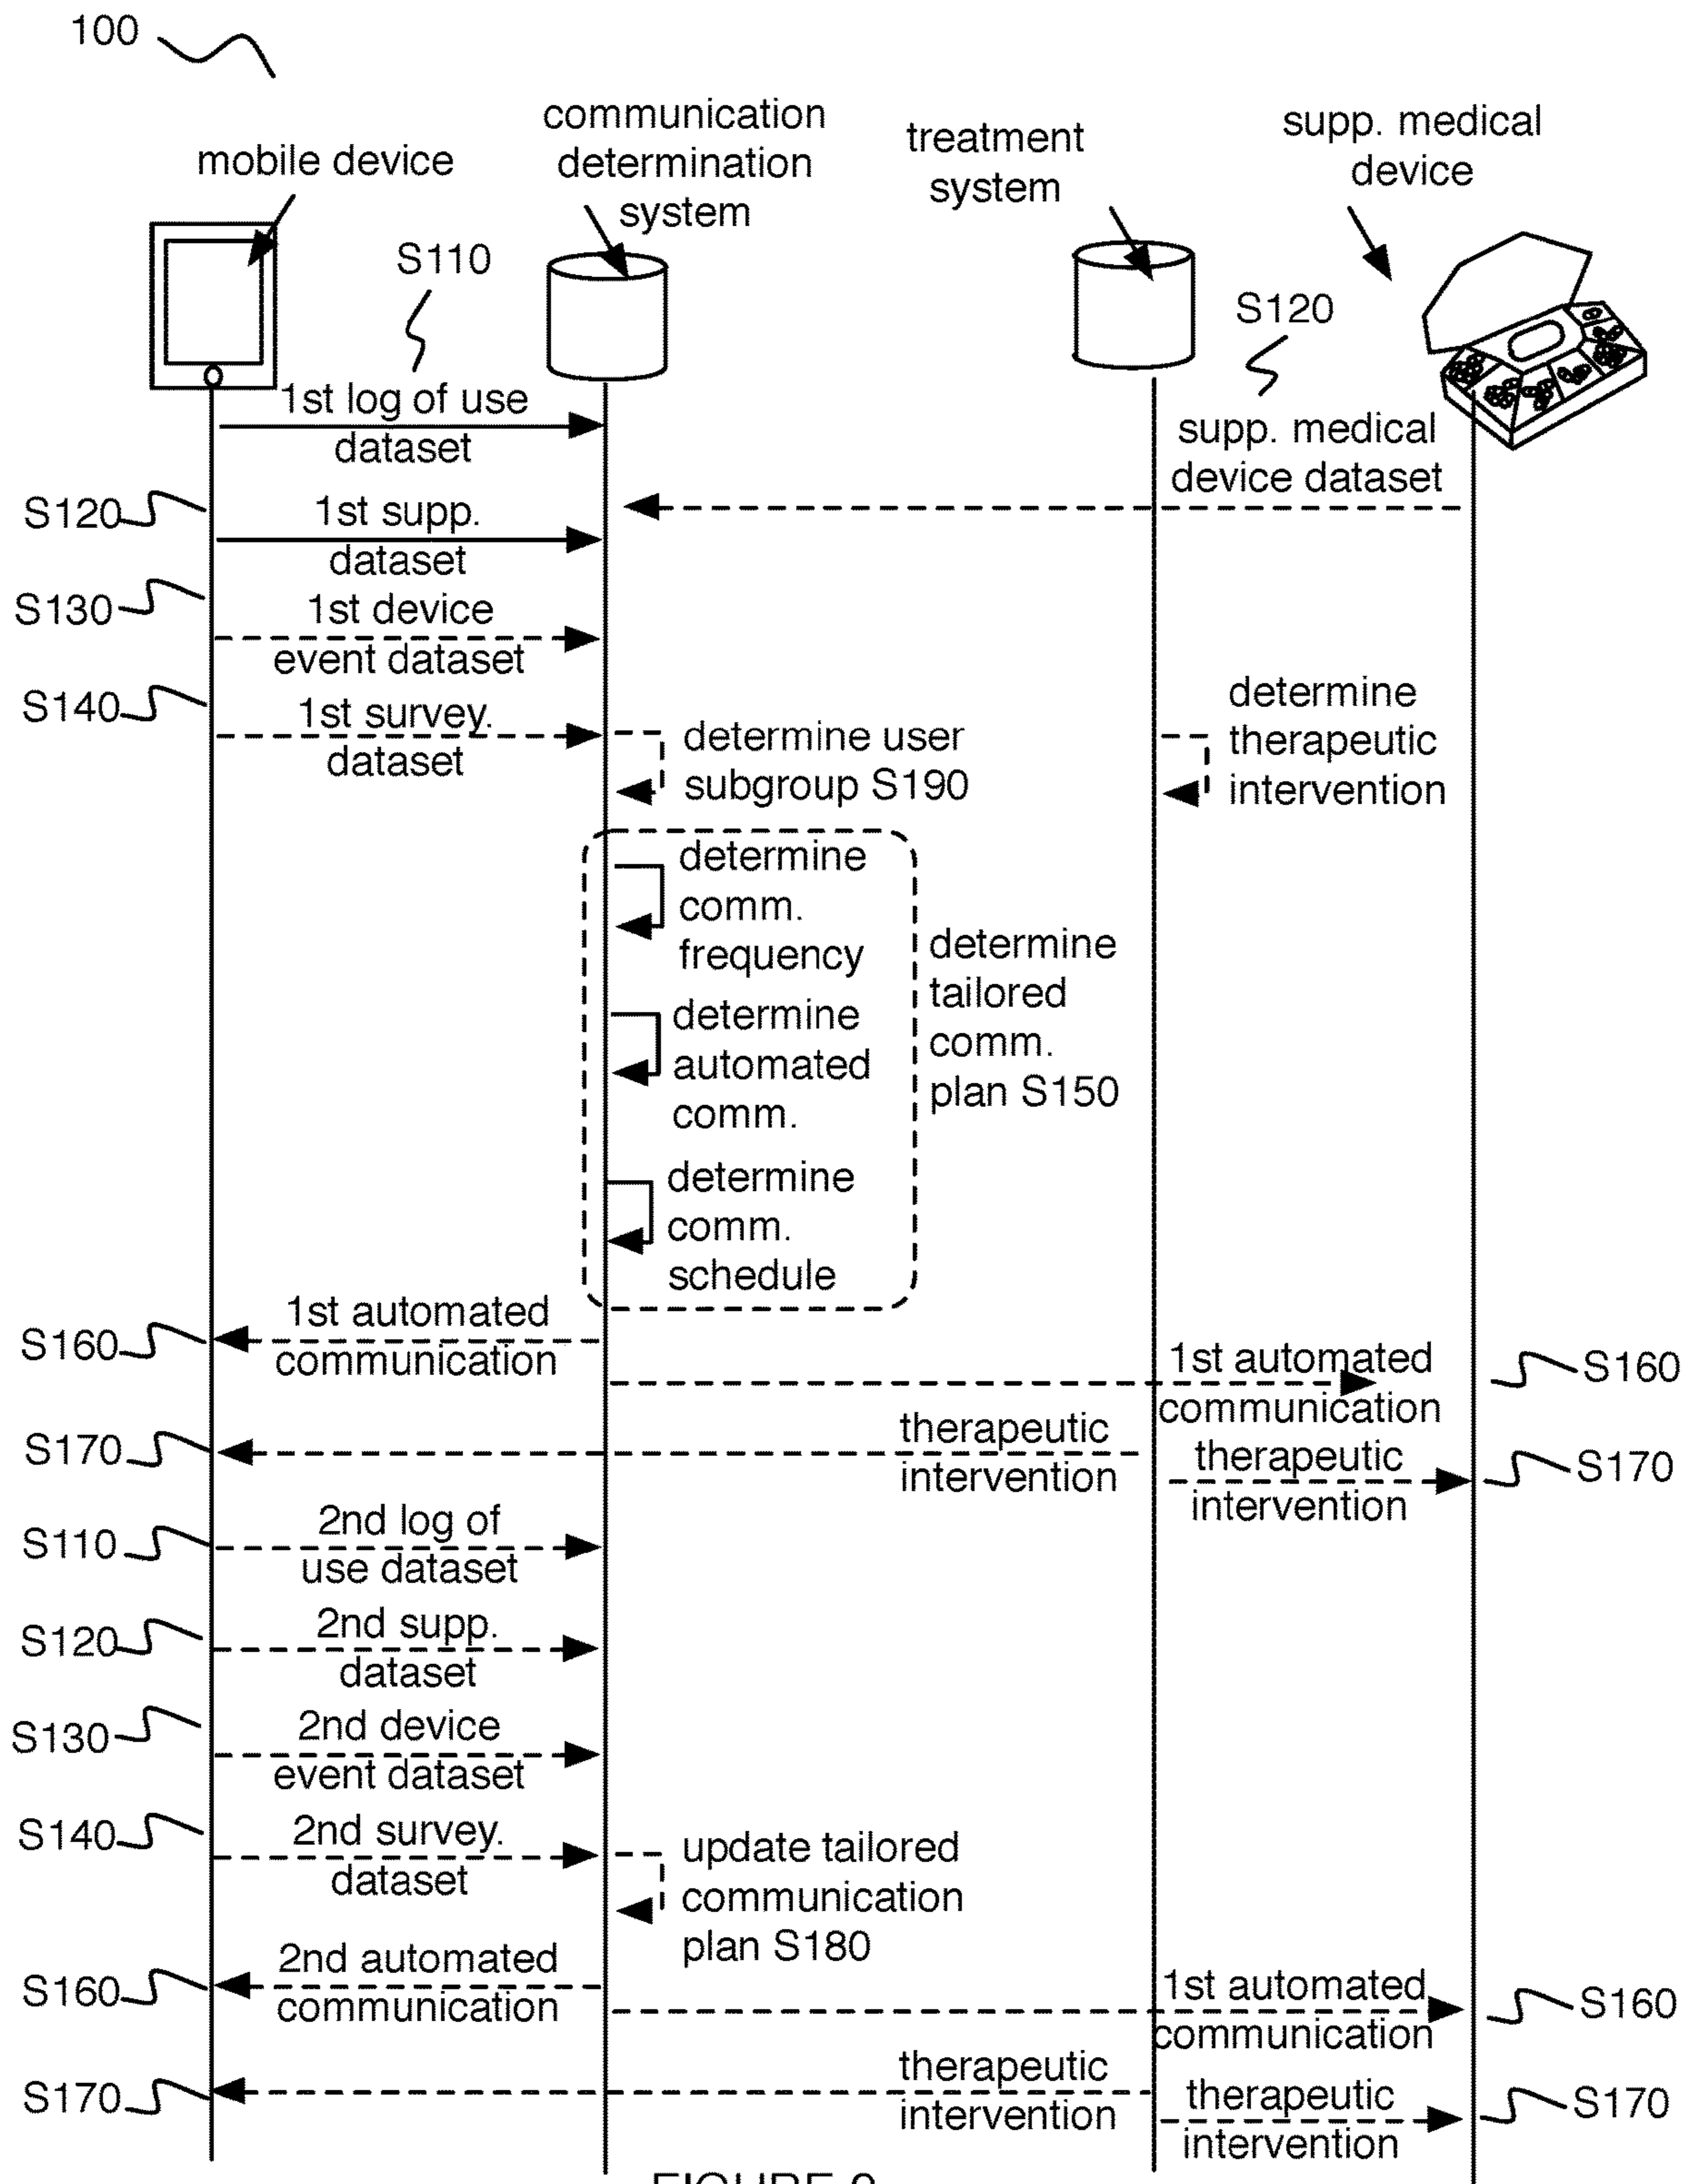 100
mobile device
communication
determination
system
treatment
system
supp. medical
device
S110
S120
1st log of use
dataset
supp. medical
device dataset
S120
1st supp.
dataset
S130
1st device
event dataset
S140
1st survey.
dataset
determine user
subgroup S190
determine
therapeutic
intervention
determine
comm.
frequency
determine
automated
comm.
determine
comm.
schedule
determine
tailored
comm.
plan S150
S160
1st automated
communication
1st automated
communication
S160
S170
therapeutic
intervention
therapeutic
intervention
S170
S110
2nd log of
use dataset
S120
2nd supp.
dataset
S130
2nd device
event dataset
S140
2nd survey.
dataset
update tailored
communication
plan S180
S160
2nd automated
communication
1st automated
communication
S160
S170
therapeutic
intervention
therapeutic
intervention
S170
FIGURE